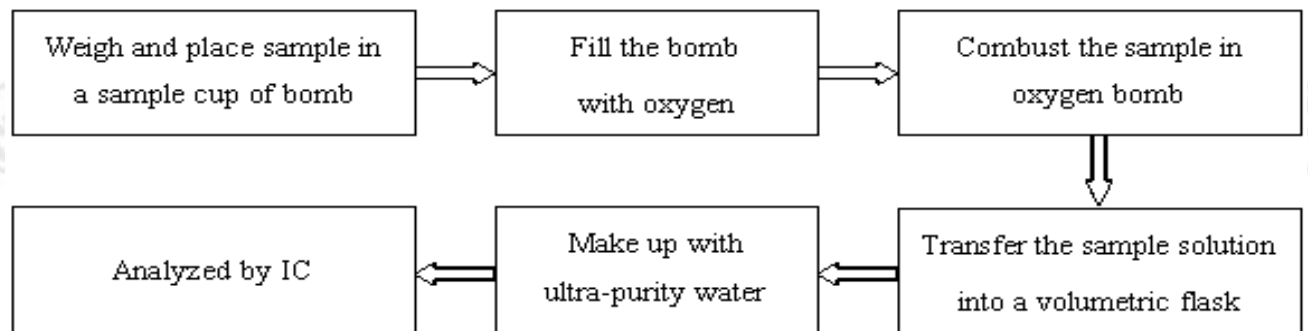 Weigh and place sample in
a sample cup of bomb
Fill the bomb
with oxygen
Combust the sample in
oxygen bomb
Transfer the sample solution
into a volumetric flask
Make up with
ultra-purity water
Analyzed by IC